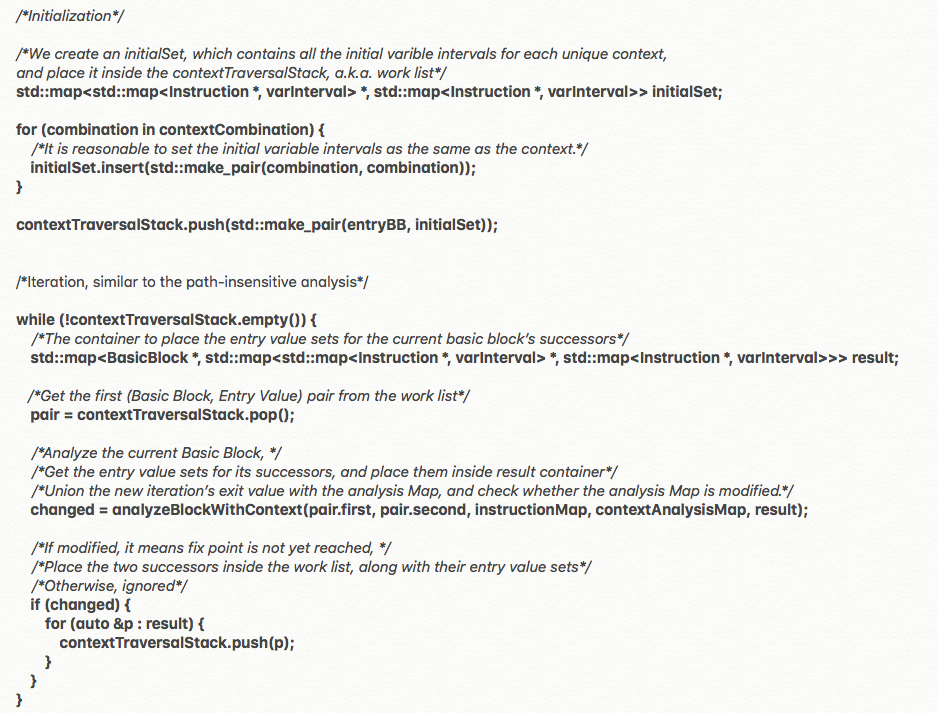 /*Initialization*/
/*We create an initialSet, which contains all the initial varible intervals for each unique context,
and place it inside the contextTraversalStack, a.k.a. work list*/
std::map<std::map<Instruction *, varInterval> *, std::map<Instruction *, varInterval>> initialSet;
for (combination in contextCombination) {
/*It is reasonable to set the initial variable intervals as the same as the context.*/
initialSet.insert(std::make_pair(combination, combination));
}
contextTraversalStack.push(std::make_pair(entryBB, initialSet));
/*Iteration, similar to the path-insensitive analysis*/
while (!contextTraversalStack.empty()) {
/*The container to place the entry value sets for the current basic block’s successors*/
std::map<BasicBlock *, std::map<std::map<Instruction *, varInterval> *, std::map<Instruction *, varInterval>>> result;
/*Get the first (Basic Block, Entry Value) pair from the work list*/
pair = contextTraversalStack.pop();
/*Analyze the current Basic Block, */
/*Get the entry value sets for its successors, and place them inside result container*/
/*Union the new iteration’s exit value with the analysis Map, and check whether the analysis Map is modified.*/
changed = analyzeBlockWithContext(pair.first, pair.second, instructionMap, contextAnalysisMap, result);
/*If modified, it means fix point is not yet reached, */
/*Place the two successors inside the work list, along with their entry value sets*/
/*Otherwise, ignored*/
if (changed) {
for (auto &p : result) {
contextTraversalStack.push(p);
}
}
}